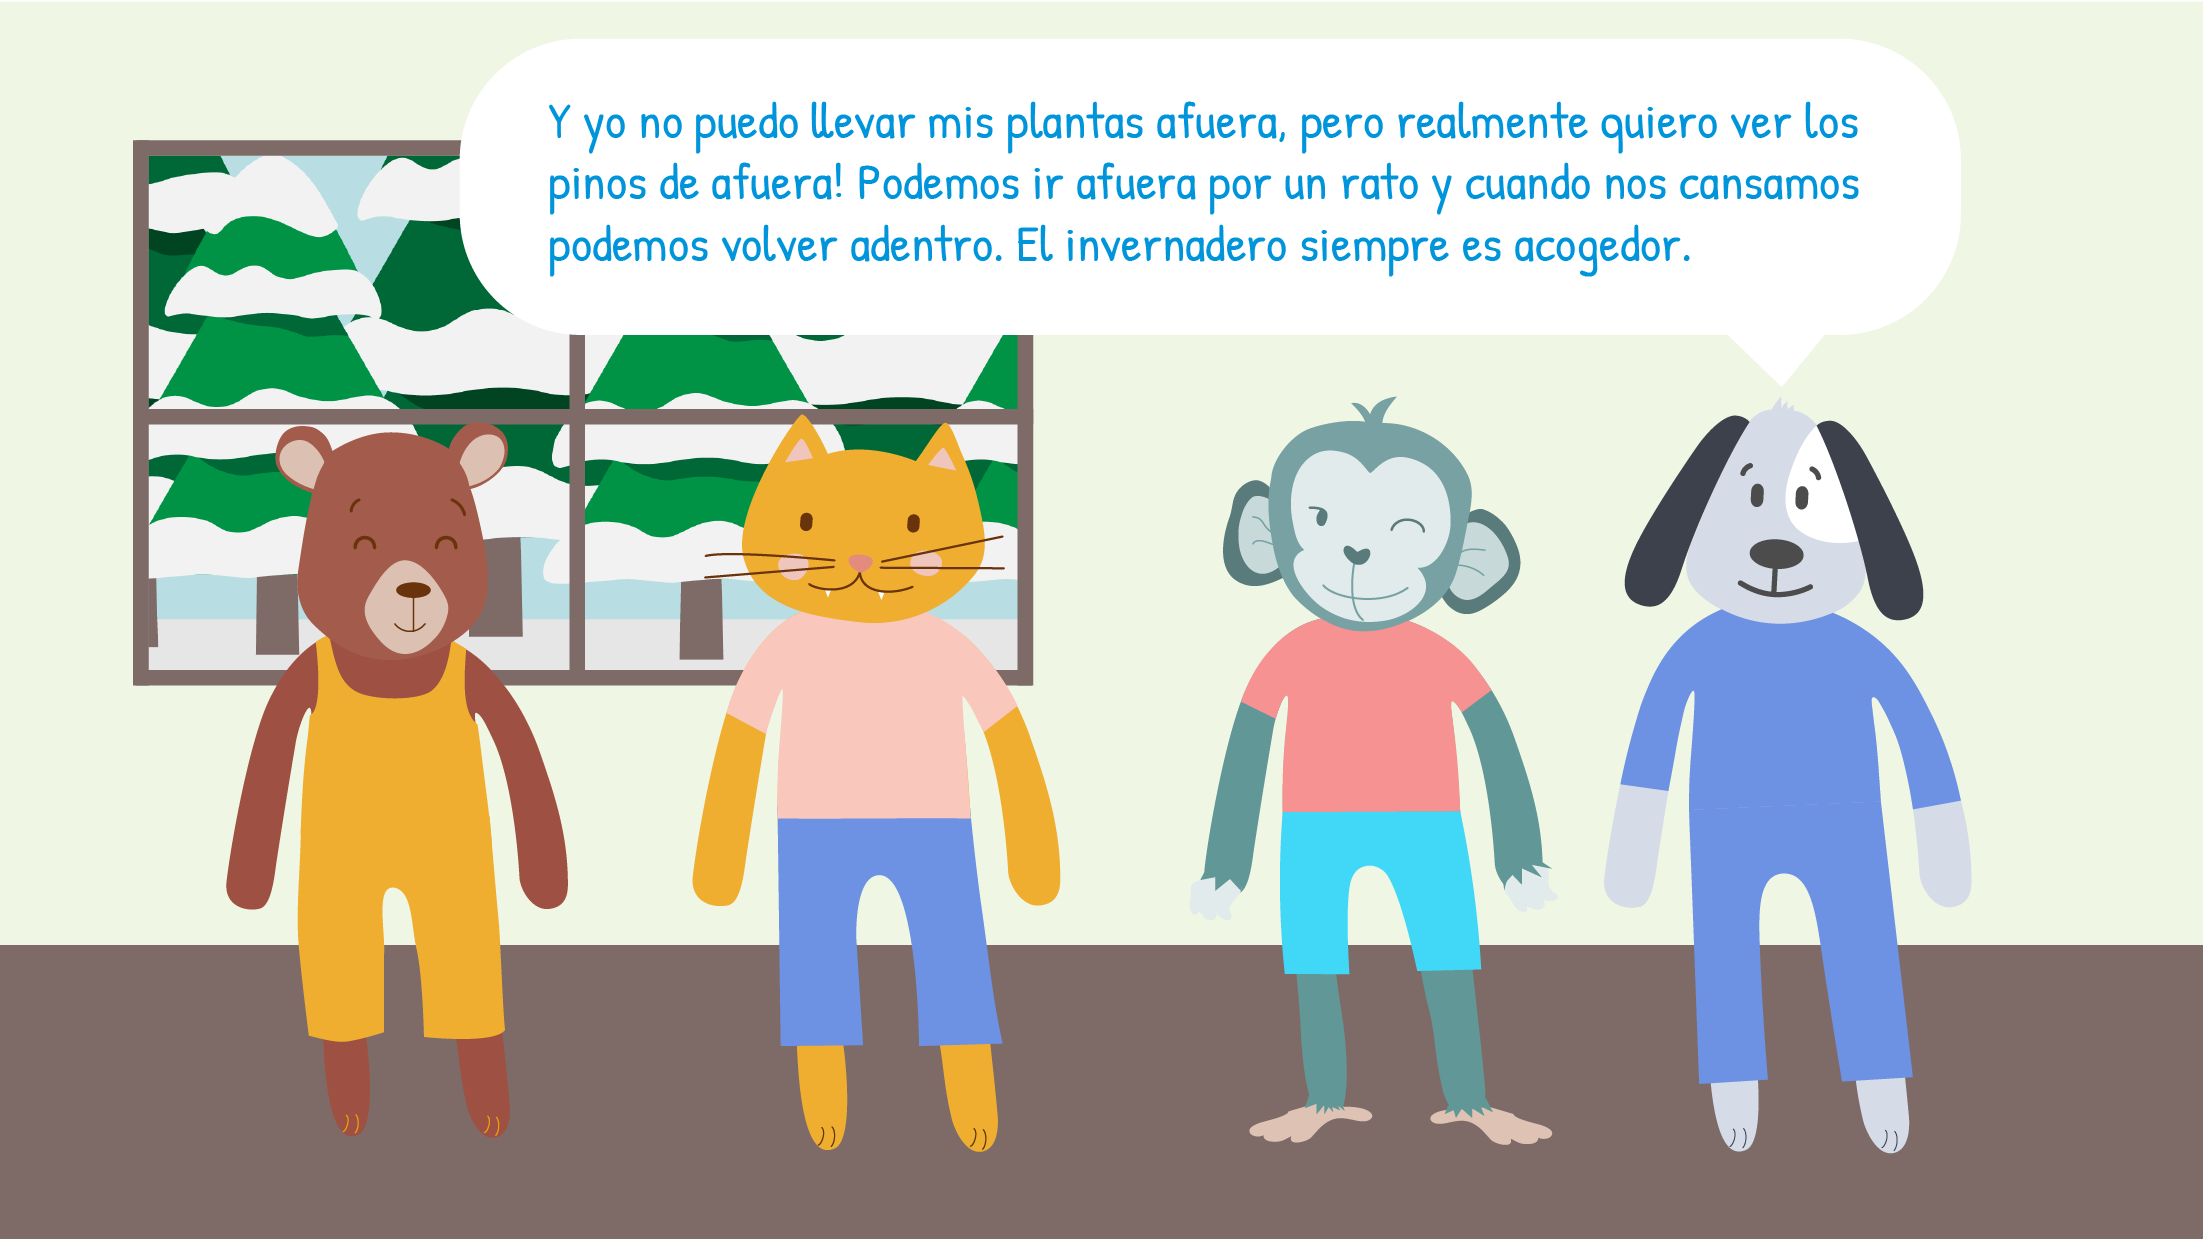 Y yo no puedo llevar mis plantas afuera, pero realmente quiero ver los
pinos de afuera! Podemos ir afuera por un rato y cuando nos cansamos
podemos volver adentro. El invernadero siempre es acogedor.